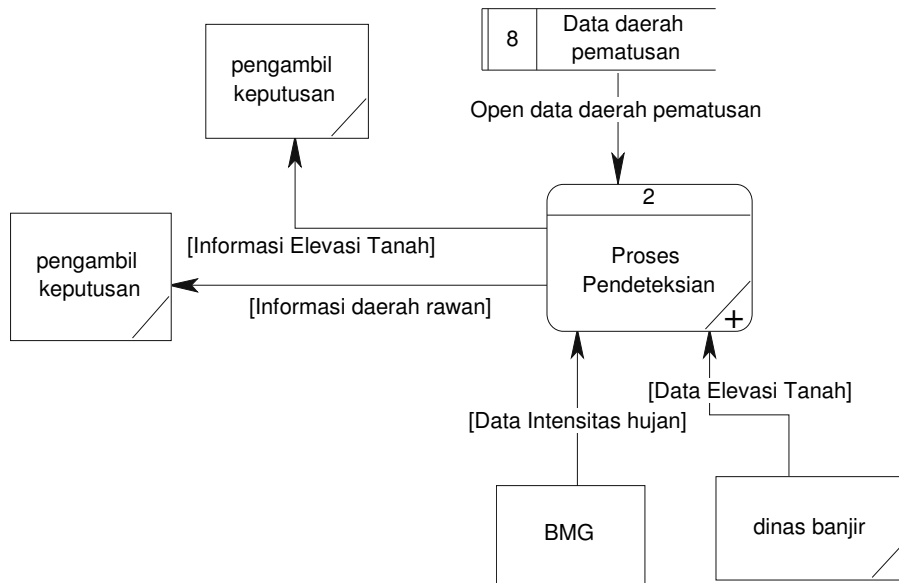 8
Data daerah
pematusan
pengambil
keputusan
Open data daerah pematusan
2
Proses
Pendeteksian
+
[Informasi Elevasi Tanah]
pengambil
keputusan
[Informasi daerah rawan]
[Data Elevasi Tanah]
[Data Intensitas hujan]
BMG
dinas banjir